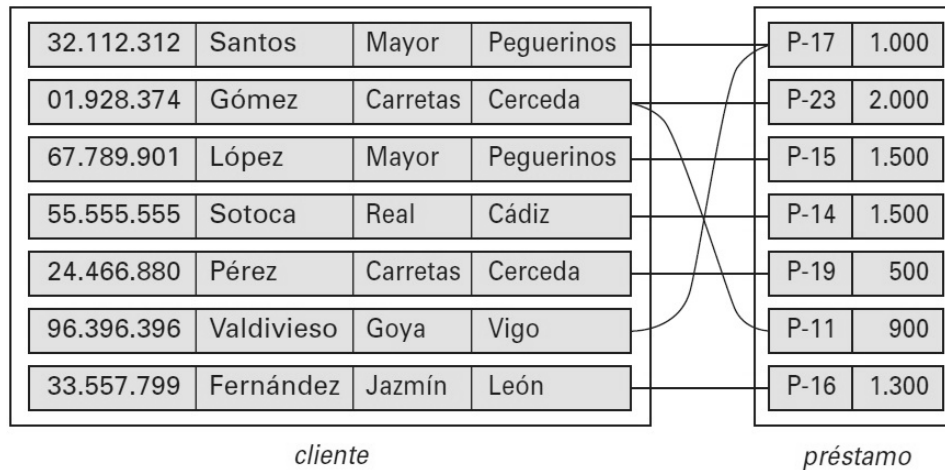 32.112.312 Santos Mayor Peguerinos P-17 1.000
01.928.374 Gómez Carretas Cerceda P-23 2.000
67.789.901 López Mayor Peguerinos P-15 1.500
55.555.555 Sotoca Real Cádiz P-14 1.500
24.466.880 Pérez Carretas Cerceda P-19 500
96.396.396 Valdivieso Goya Vigo P-11 900
33.557.799 Fernández Jazmín León P-16 1.300
cliente préstamo